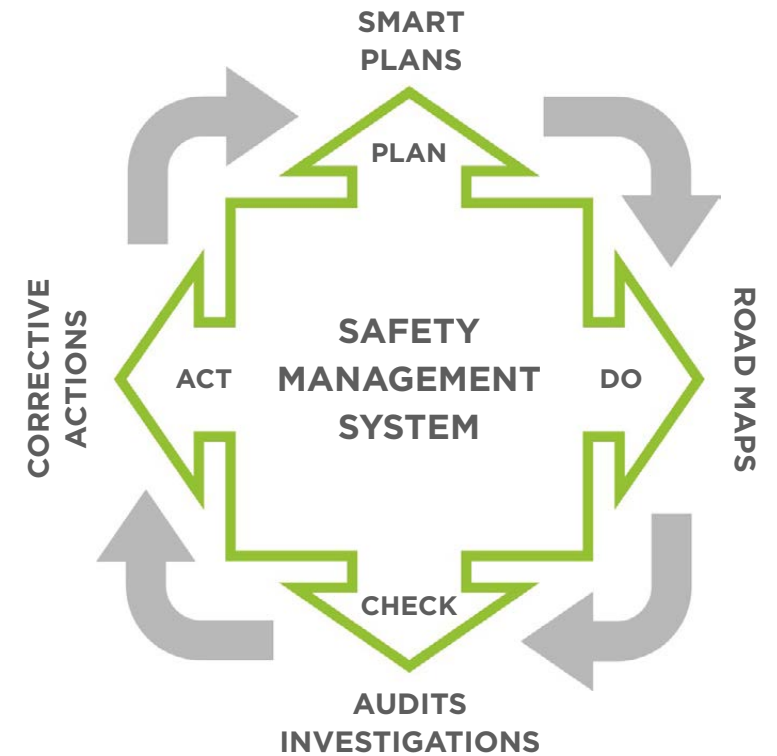 SMART
PLANS
PLAN
CORRECTIVE
ACTIONS
ACT
SAFETY
MANAGEMENT
SYSTEM
DO
ROAD MAPS
CHECK
AUDITS
INVESTIGATIONS